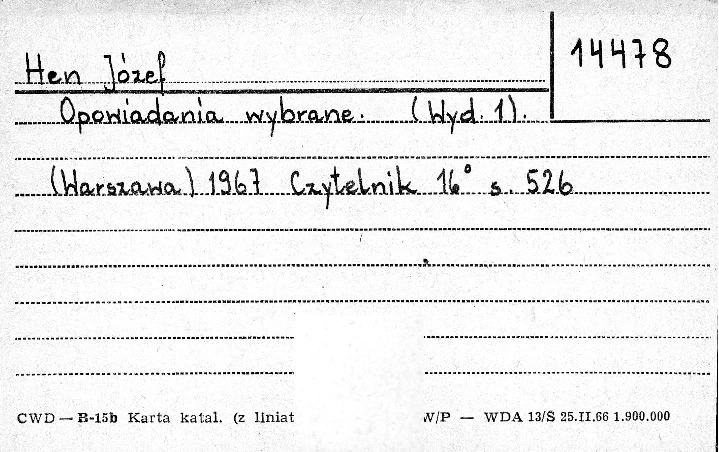 14478
Hen Józef
Opowiadania wybrane. (Wyd. 1).
(Warszawa) 1967 Czytelnik 16° s. 526
CWD — B-15b Karta katal. (z liniat W/P — WDA 13/S 25.II.66 1.900.000